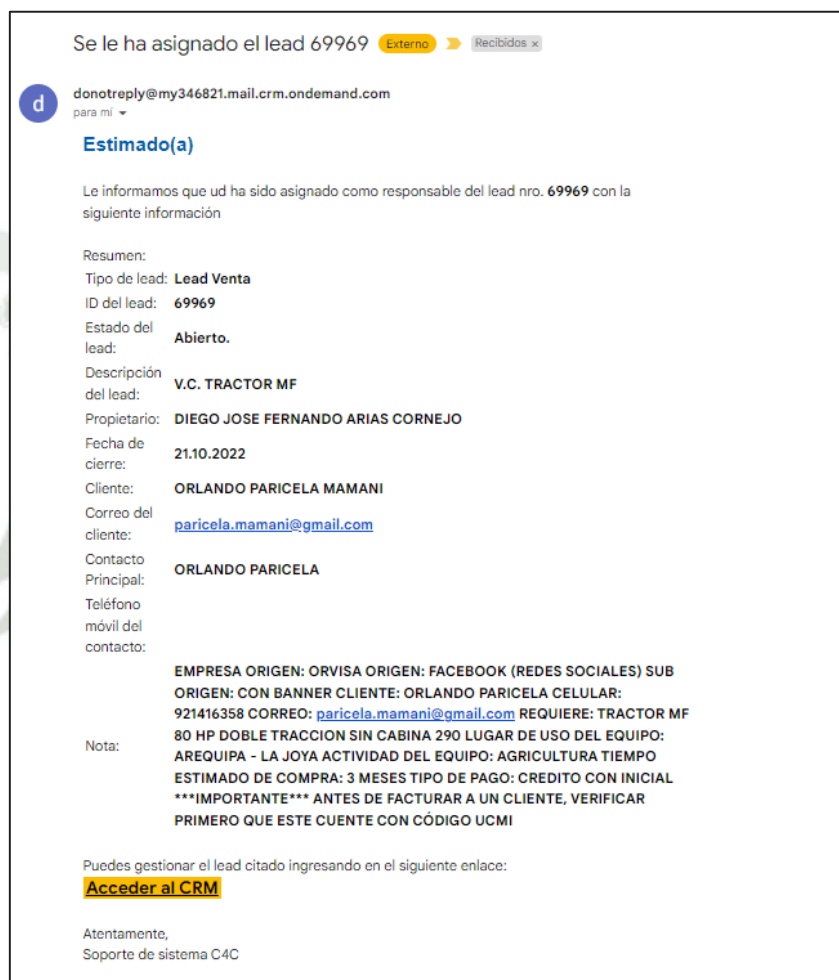 Se le ha asignado el lead 69969 Externo Recibidos x
d
donotreply@my346821.mail.crm.ondemand.com
para mí
Estimado(a)
Le informamos que ud ha sido asignado como responsable del lead nro. 69969 con la
siguiente información
Resumen:
Tipo de lead: Lead Venta
ID del lead: 69969
Estado del
lead: Abierto.
Descripción
del lead: V.C. TRACTOR MF
Propietario: DIEGO JOSE FERNANDO ARIAS CORNEJO
Fecha de
cierre: 21.10.2022
Cliente: ORLANDO PARICELA MAMANI
Correo del
cliente: paricela.mamani@gmail.com
Contacto
Principal: ORLANDO PARICELA
Teléfono
móvil del
contacto:
Nota:
EMPRESA ORIGEN: ORVISA ORIGEN: FACEBOOK (REDES SOCIALES) SUB
ORIGEN: CON BANNER CLIENTE: ORLANDO PARICELA CELULAR:
921416358 CORREO: paricela.mamani@gmail.com REQUIERE: TRACTOR MF
80 HP DOBLE TRACCION SIN CABINA 290 LUGAR DE USO DEL EQUIPO:
AREQUIPA - LA JOYA ACTIVIDAD DEL EQUIPO: AGRICULTURA TIEMPO
ESTIMADO DE COMPRA: 3 MESES TIPO DE PAGO: CREDITO CON INICIAL
***IMPORTANTE*** ANTES DE FACTURAR A UN CLIENTE, VERIFICAR
PRIMERO QUE ESTE CUENTE CON CÓDIGO UCMI
Puedes gestionar el lead citado ingresando en el siguiente enlace:
Acceder al CRM
Atentamente,
Soporte de sistema C4C